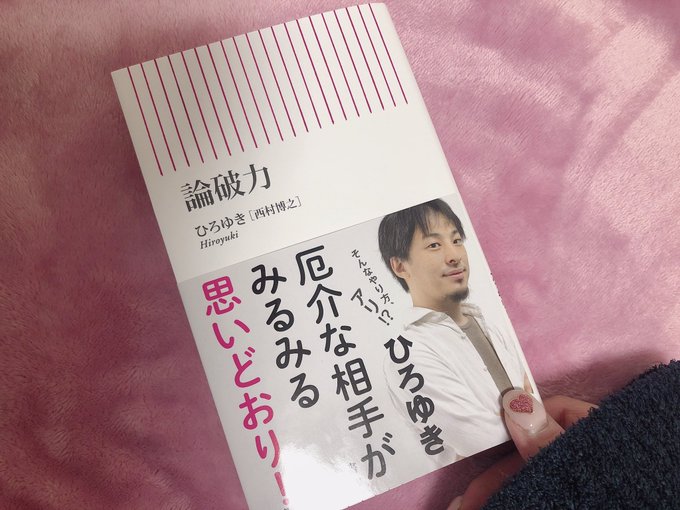 論破力
ひろゆき［西村博之］
Hiroyuki
そんなやり方、
アリ!?
ひろゆき
厄介な相手が
みるみる
思いどおり!